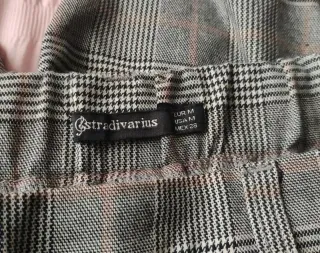 stradivarius
EUR M
USA M
MEX 28